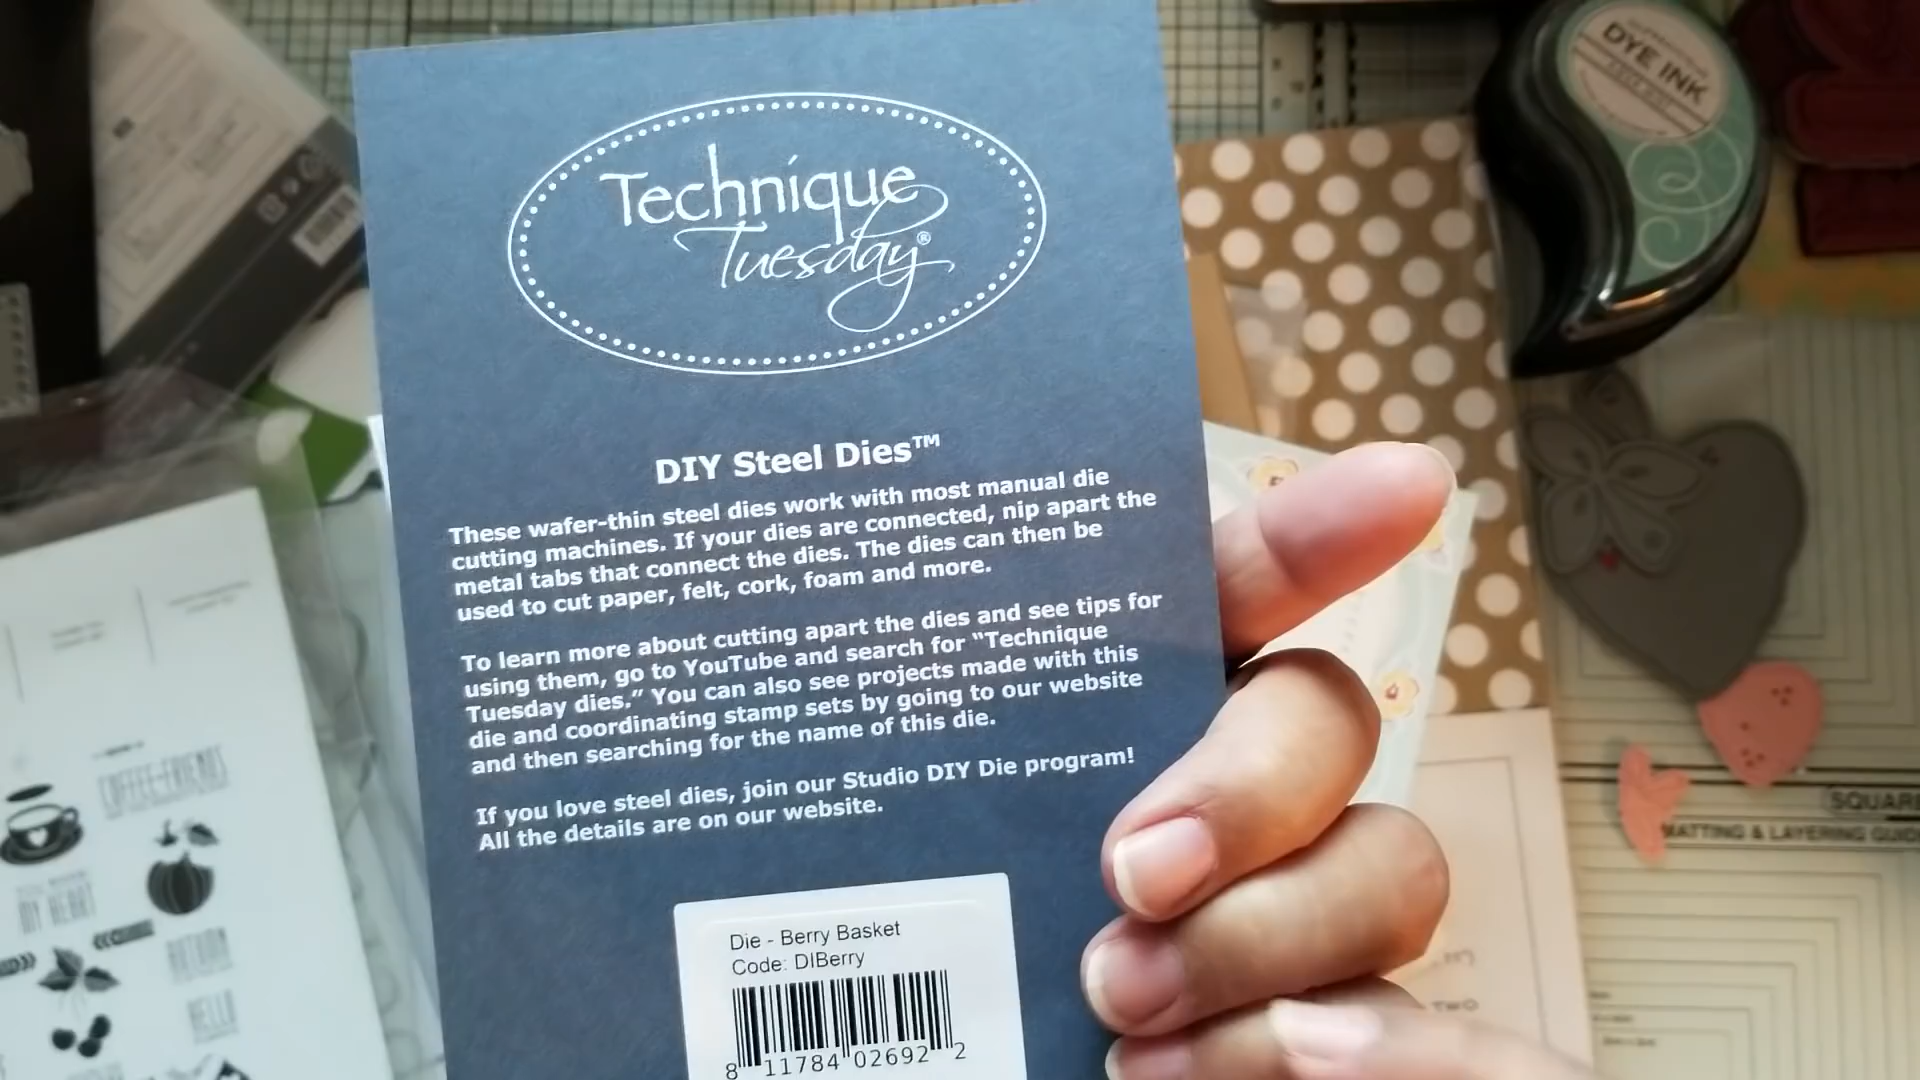 Technique
Tuesday®
DIY Steel Dies™
These wafer-thin steel dies work with most manual die
cutting machines. If your dies are connected, nip apart the
metal tabs that connect the dies. The dies can then be
used to cut paper, felt, cork, foam and more.
To learn more about cutting apart the dies and see tips for
using them, go to YouTube and search for “Technique
Tuesday dies.” You can also see projects made with this
die and coordinating stamp sets by going to our website
and then searching for the name of this die.
If you love steel dies, join our Studio DIY Die program!
All the details are on our website.
Die - Berry Basket
Code: DIBerry
8 11784 02692 2
DYE INK
COFFEE+FRIENDS
MY HEART
AUTUMN
HELLO
SQUARE
MATTING & LAYERING GUID
TWO